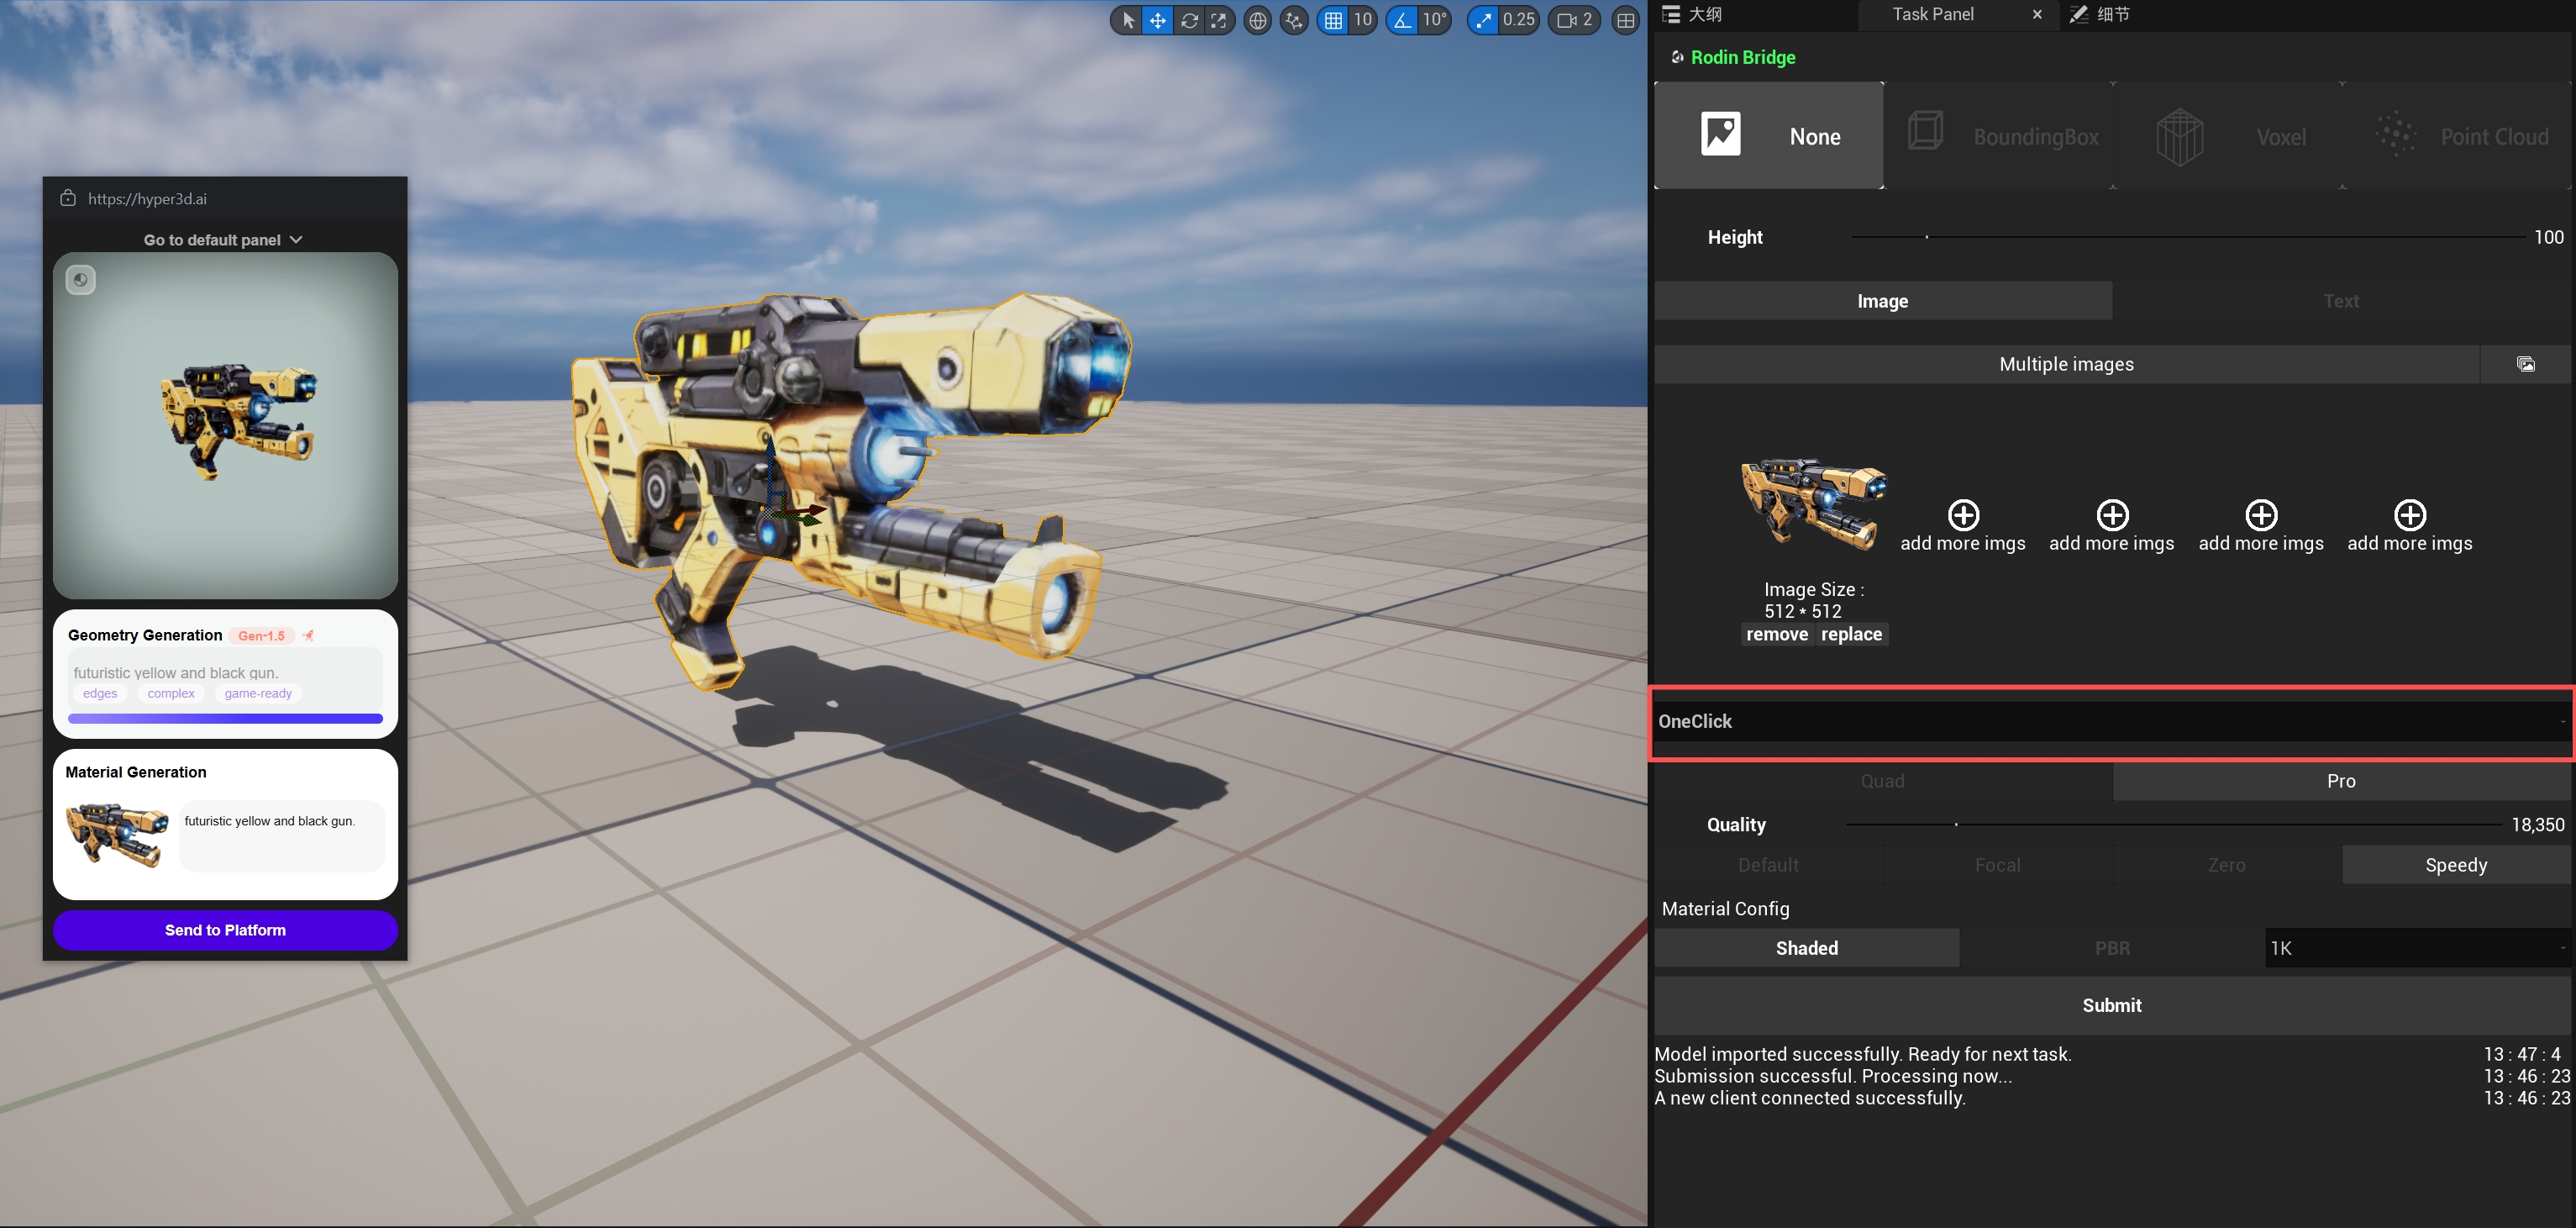 10
10°
0.25
2
大纲
Task Panel
细节
Rodin Bridge
None
BoundingBox
Voxel
Point Cloud
Height
100
Image
Text
Multiple images
add more imgs
add more imgs
add more imgs
add more imgs
Image Size :
512 * 512
remove
replace
OneClick
Quad
Pro
Quality
18,350
Default
Focal
Zero
Speedy
Material Config
Shaded
PBR
1K
Submit
Model imported successfully. Ready for next task.
13 : 47 : 4
Submission successful. Processing now...
13 : 46 : 23
A new client connected successfully.
13 : 46 : 23
https://hyper3d.ai
Go to default panel
Geometry Generation
Gen-1.5
futuristic yellow and black gun.
edges
complex
game-ready
Material Generation
futuristic yellow and black gun.
Send to Platform